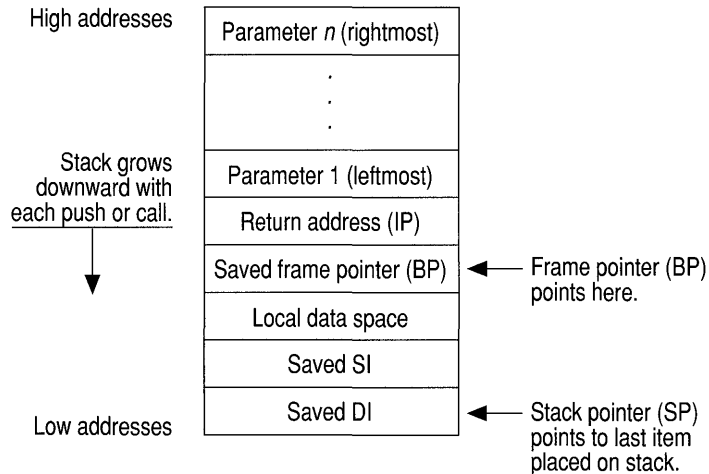 High addresses
Parameter n (rightmost)
.
.
.
Stack grows
downward with
each push or call.
Parameter 1 (leftmost)
Return address (IP)
Saved frame pointer (BP)
Frame pointer (BP)
points here.
Local data space
Saved SI
Low addresses
Saved DI
Stack pointer (SP)
points to last item
placed on stack.